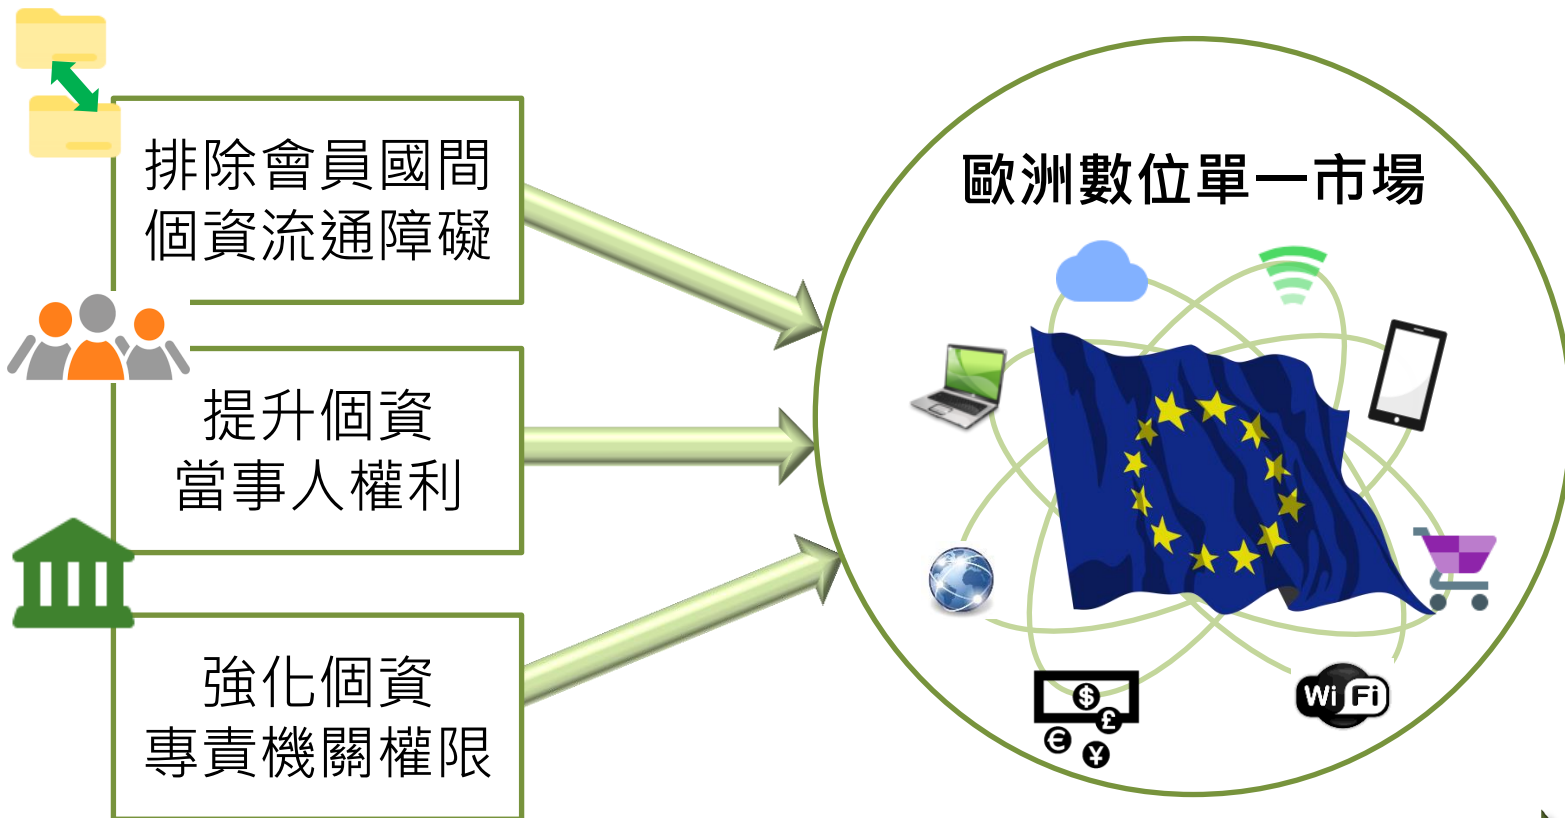 排除會員國間
個資流通障礙
提升個資
當事人權利
強化個資
專責機關權限
歐洲數位單一市場
$
£
€
¥
Wi Fi